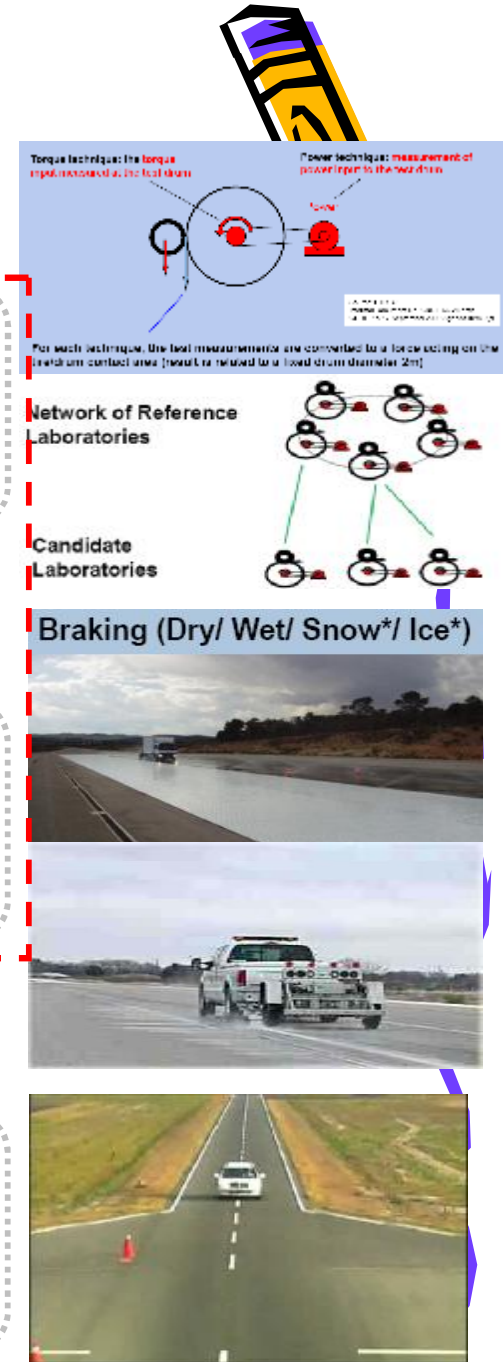 Torque technique: the torque
input measured at the test drum
Power technique: measurement of
power input to the test drum
Power
For each technique, the test measurements are converted to a force acting on the
tire/drum contact area (result is related to a fixed drum diameter 2m)
Network of Reference
Laboratories
Candidate
Laboratories
Braking (Dry/ Wet/ Snow*/ Ice*)